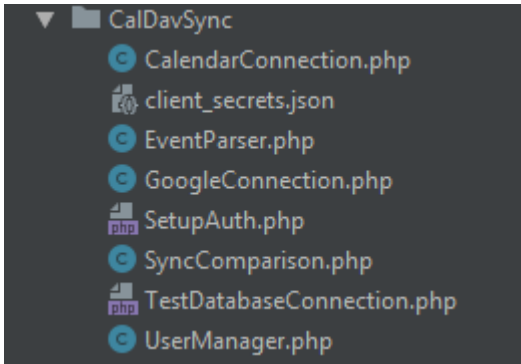 CalDavSync
CalendarConnection.php
client_secrets.json
EventParser.php
GoogleConnection.php
SetupAuth.php
SyncComparison.php
TestDatabaseConnection.php
UserManager.php